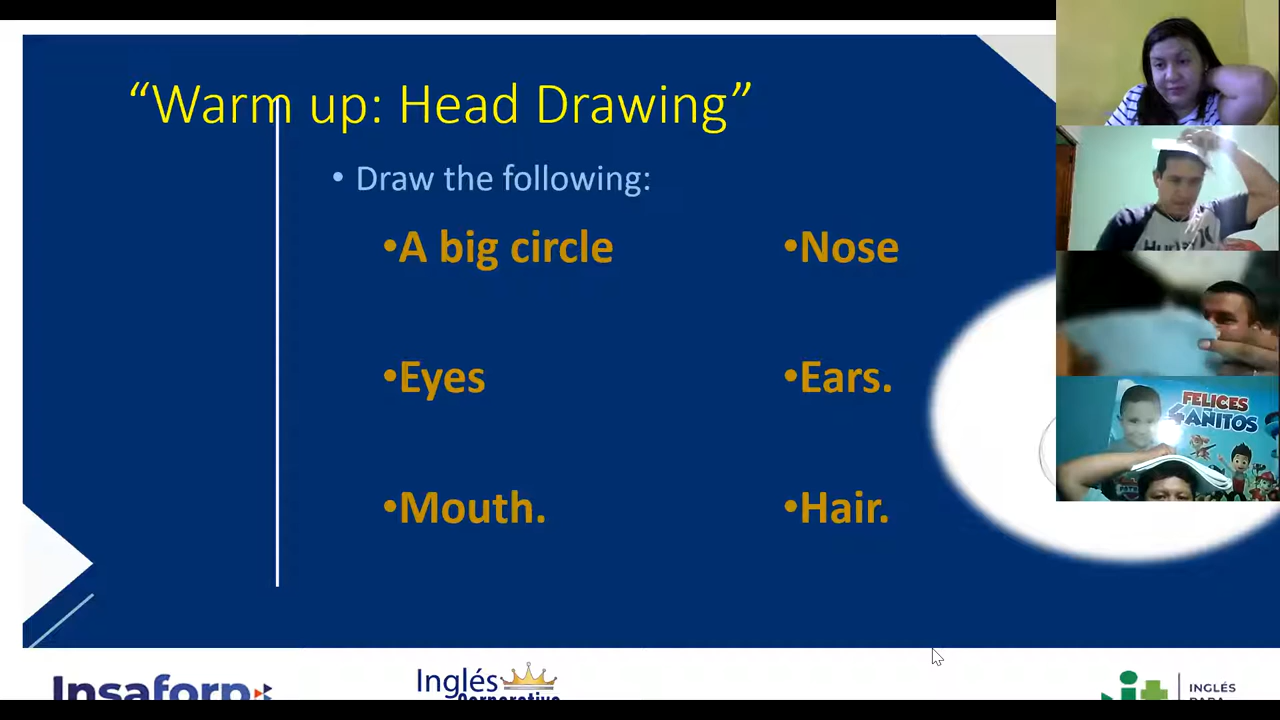 “Warm up: Head Drawing”
• Draw the following:
•A big circle
•Nose
•Eyes
•Ears.
•Mouth.
•Hair.
FELICES
4 AÑITOS
Insaforp
Inglés
Corporativo
INGLÉS
PARA